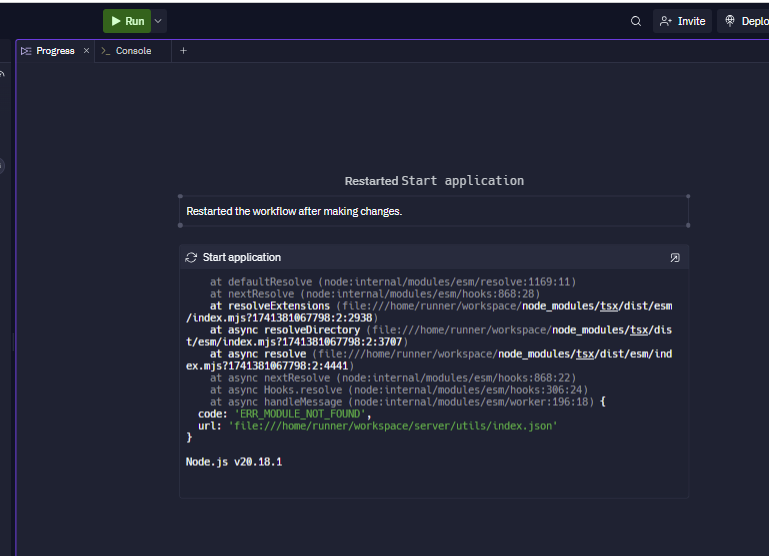 Run
Invite
Deplo
Progress
Console
Restarted Start application
Restarted the workflow after making changes.
Start application
at defaultResolve (node:internal/modules/esm/resolve:1169:11)
at nextResolve (node:internal/modules/esm/hooks:868:28)
at resolveExtensions (file:///home/runner/workspace/node_modules/tsx/dist/esm
/index.mjs?1741381067798:2:2938)
at async resolveDirectory (file:///home/runner/workspace/node_modules/tsx/dis
t/esm/index.mjs?1741381067798:2:3707)
at async resolve (file:///home/runner/workspace/node_modules/tsx/dist/esm/ind
ex.mjs?1741381067798:2:4441)
at async nextResolve (node:internal/modules/esm/hooks:868:22)
at async Hooks.resolve (node:internal/modules/esm/hooks:306:24)
at async handleMessage (node:internal/modules/esm/worker:196:18) {
code: 'ERR_MODULE_NOT_FOUND',
url: 'file:///home/runner/workspace/server/utils/index.json'
}
Node.js v20.18.1